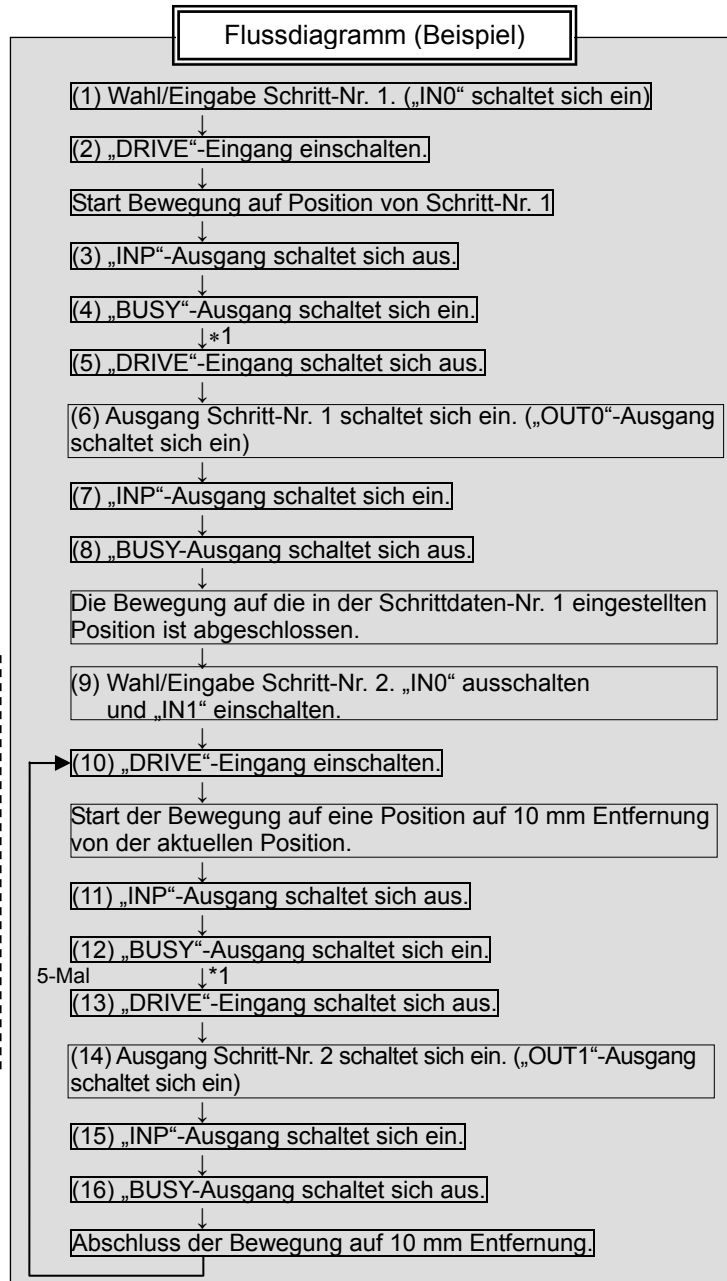 Flussdiagramm (Beispiel)
(1) Wahl/Eingabe Schritt-Nr. 1. („IN0“ schaltet sich ein)
↓
(2) „DRIVE“-Eingang einschalten.
↓
Start Bewegung auf Position von Schritt-Nr. 1
↓
(3) „INP“-Ausgang schaltet sich aus.
↓
(4) „BUSY“-Ausgang schaltet sich ein.
↓*1
(5) „DRIVE“-Eingang schaltet sich aus.
↓
(6) Ausgang Schritt-Nr. 1 schaltet sich ein. („OUT0“-Ausgang
schaltet sich ein)
↓
(7) „INP“-Ausgang schaltet sich ein.
↓
(8) „BUSY-Ausgang schaltet sich aus.
↓
Die Bewegung auf die in der Schrittdaten-Nr. 1 eingestellten
Position ist abgeschlossen.
↓
(9) Wahl/Eingabe Schritt-Nr. 2. „IN0“ ausschalten
und „IN1“ einschalten.
↓
(10) „DRIVE“-Eingang einschalten.
↓
Start der Bewegung auf eine Position auf 10 mm Entfernung
von der aktuellen Position.
↓
(11) „INP“-Ausgang schaltet sich aus.
↓
(12) „BUSY“-Ausgang schaltet sich ein.
5-Mal ↓*1
(13) „DRIVE“-Eingang schaltet sich aus.
↓
(14) Ausgang Schritt-Nr. 2 schaltet sich ein. („OUT1“-Ausgang
schaltet sich ein)
↓
(15) „INP“-Ausgang schaltet sich ein.
↓
(16) „BUSY-Ausgang schaltet sich aus.
↓
Abschluss der Bewegung auf 10 mm Entfernung.